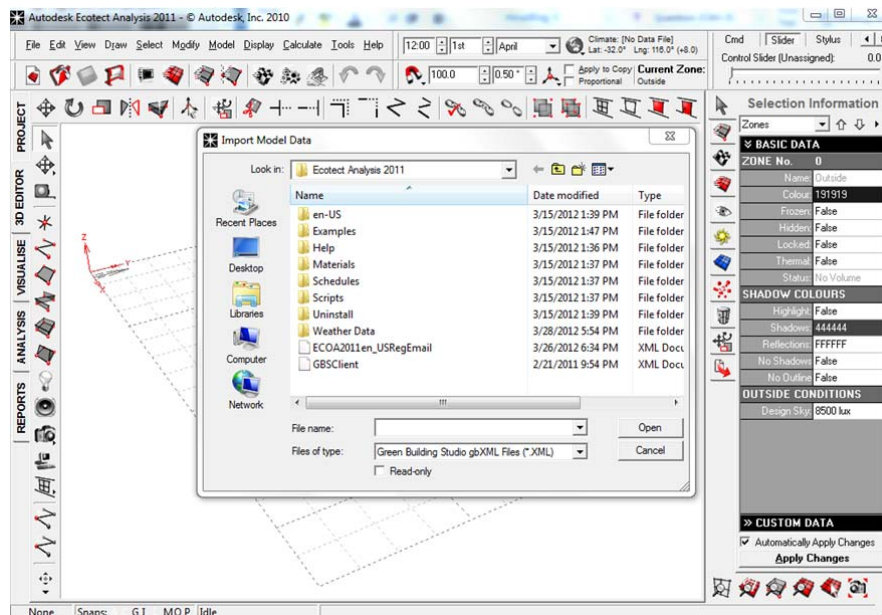 Autodesk Ecotect Analysis 2011 - © Autodesk, Inc. 2010
File Edit View Draw Select Modify Model Display Calculate Tools Help
12:00 1st April
Climate: [No Data File]
Lat: -32.0° Lng: 116.0° (+8.0)
Cmd Slider Stylus
Control Slider (Unassigned): 0.0
100.0 0.50°
Apply to Copy
Proportional
Current Zone:
Outside
PROJECT
3D EDITOR
VISUALISE
ANALYSIS
REPORTS
Z
Import Model Data
Look in: Ecotect Analysis 2011
Recent Places
Desktop
Libraries
Computer
Network
Name Date modified Type
en-US 3/15/2012 1:39 PM File folder
Examples 3/15/2012 1:47 PM File folder
Help 3/15/2012 1:36 PM File folder
Materials 3/15/2012 1:37 PM File folder
Schedules 3/15/2012 1:37 PM File folder
Scripts 3/15/2012 1:37 PM File folder
Uninstall 3/15/2012 1:39 PM File folder
Weather Data 3/28/2012 5:54 PM File folder
ECOA2011en_USRegEmail 3/26/2012 6:34 PM XML Docu
GBSClient 2/21/2011 9:54 PM XML Docu
File name: Open
Files of type: Green Building Studio gbXML Files (*.XML) Cancel
Read-only
Selection Information
Zones
BASIC DATA
ZONE No. 0
Name: Outside
Colour: 191919
Frozen: False
Hidden: False
Locked: False
Thermal: False
Status: No Volume
SHADOW COLOURS
Highlight: False
Shadows: 444444
Reflections: FFFFFF
No Shadows: False
No Outline: False
OUTSIDE CONDITIONS
Design Sky: 8500 lux
CUSTOM DATA
Automatically Apply Changes
Apply Changes
None Snaps: G I M O P Idle